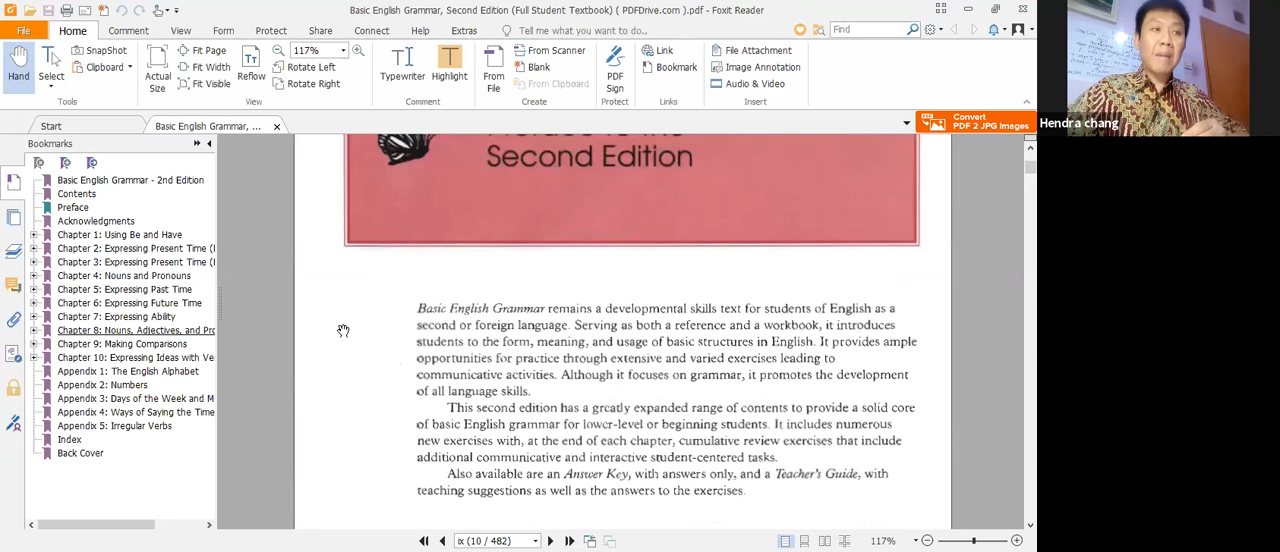 Basic English Grammar, Second Edition (Full Student Textbook) ( PDFDrive.com ).pdf - Foxit Reader
File Home Comment View Form Protect Share Connect Help Extras Tell me what you want to do.. Find
Hand
Select
SnapShot
Clipboard
Tools
Actual Size
Fit Page
Fit Width
Fit Visible
Reflow
117%
Rotate Left
Rotate Right
View
Typewriter
Highlight
Comment
From File
From Scanner
Blank
From Clipboard
Create
PDF Sign
Protect
Link
Bookmark
Links
File Attachment
Image Annotation
Audio & Video
Insert
Start
Basic English Grammar, ...
Convert
PDF 2 JPG Images
Hendra chang
Bookmarks
Basic English Grammar - 2nd Edition
Contents
Preface
Acknowledgments
Chapter 1: Using Be and Have
Chapter 2: Expressing Present Time (
Chapter 3: Expressing Present Time (
Chapter 4: Nouns and Pronouns
Chapter 5: Expressing Past Time
Chapter 6: Expressing Future Time
Chapter 7: Expressing Ability
Chapter 8: Nouns, Adjectives, and Pro
Chapter 9: Making Comparisons
Chapter 10: Expressing Ideas with Ve
Appendix 1: The English Alphabet
Appendix 2: Numbers
Appendix 3: Days of the Week and M
Appendix 4: Ways of Saying the Time
Appendix 5: Irregular Verbs
Index
Back Cover
Second Edition
Basic English Grammar remains a developmental skills text for students of English as a
second or foreign language. Serving as both a reference and a workbook, it introduces
students to the form, meaning, and usage of basic structures in English. It provides ample
opportunities for practice through extensive and varied exercises leading to
communicative activities. Although it focuses on grammar, it promotes the development
of all language skills.
This second edition has a greatly expanded range of contents to provide a solid core
of basic English grammar for lower-level or beginning students. It includes numerous
new exercises with, at the end of each chapter, cumulative review exercises that include
additional communicative and interactive student-centered tasks.
Also available are an Answer Key, with answers only, and a Teacher's Guide, with
teaching suggestions as well as the answers to the exercises.
ix (10 / 482)
117%